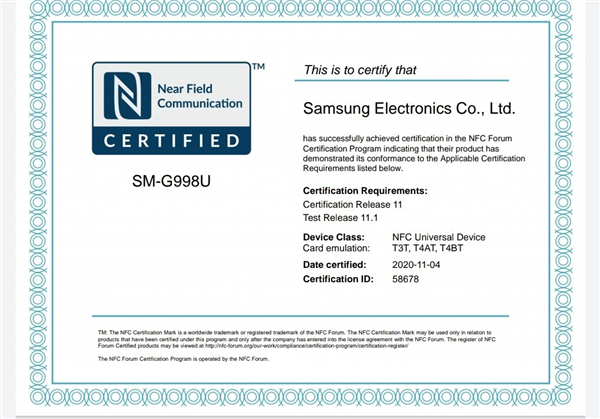 Near Field
Communication
TM
CERTIFIED
SM-G998U
This is to certify that
Samsung Electronics Co., Ltd.
has successfully achieved certification in the NFC Forum
Certification Program indicating that their product has
demonstrated its conformance to the Applicable Certification
Requirements listed below.
Certification Requirements:
Certification Release 11
Test Release 11.1
Device Class: NFC Universal Device
Card emulation: T3T, T4AT, T4BT
Date certified: 2020-11-04
Certification ID: 58678
TM: The NFC Certification Mark is a worldwide trademark or registered trademark of the NFC Forum. The NFC Certification Mark may be used only in relation to
products that have been certified under this program and only after the company has entered into the license agreement with the NFC Forum. The register of NFC
Forum Certified products may be viewed at http://nfc-forum.org/our-work/compliance/certification-program/certification-register/
The NFC Forum Certification Program is operated by the NFC Forum.